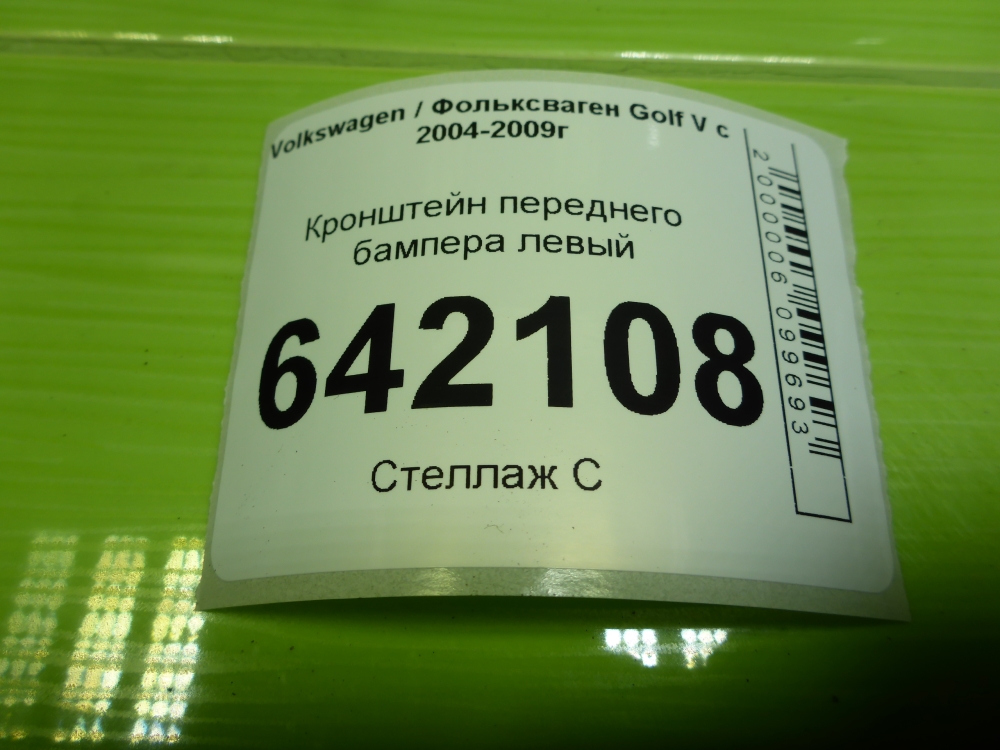 Volkswagen / Фольксваген Golf V с
2004-2009г
Кронштейн переднего
бампера левый
642108
Стеллаж С
2000006099693